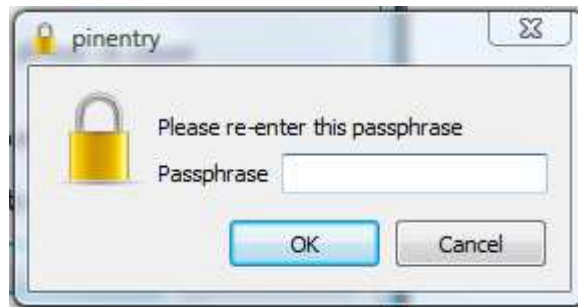 pinentry
Please re-enter this passphrase
Passphrase
OK
Cancel